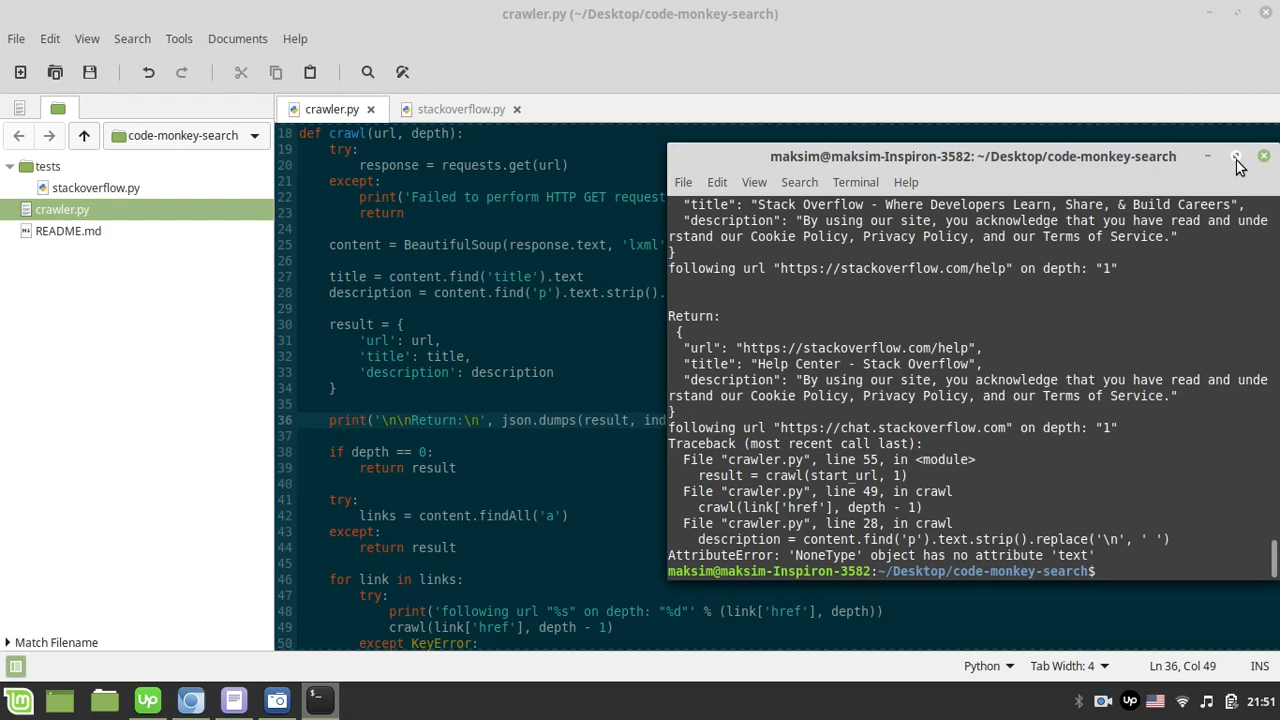 crawler.py (~/Desktop/code-monkey-search)
File Edit View Search Tools Documents Help
crawler.py
stackoverflow.py
code-monkey-search
tests
stackoverflow.py
crawler.py
README.md
Match Filename
18 def crawl(url, depth):
19 try:
20 response = requests.get(url)
21 except:
22 print('Failed to perform HTTP GET request
23 return
24
25 content = BeautifulSoup(response.text, 'lxml'
26
27 title = content.find('title').text
28 description = content.find('p').text.strip().
29
30 result = {
31 'url': url,
32 'title': title,
33 'description': description
34 }
35
36 print('\n\nReturn:\n', json.dumps(result, ind
37
38 if depth == 0:
39 return result
40
41 try:
42 links = content.findAll('a')
43 except:
44 return result
45
46 for link in links:
47 try:
48 print('following url "%s" on depth: "%d"' % (link['href'], depth))
49 crawl(link['href'], depth - 1)
50 except KeyError:
maksim@maksim-Inspiron-3582: ~/Desktop/code-monkey-search
File Edit View Search Terminal Help
"title": "Stack Overflow - Where Developers Learn, Share, & Build Careers",
"description": "By using our site, you acknowledge that you have read and unde
rstand our Cookie Policy, Privacy Policy, and our Terms of Service."
}
following url "https://stackoverflow.com/help" on depth: "1"
Return:
{
"url": "https://stackoverflow.com/help",
"title": "Help Center - Stack Overflow",
"description": "By using our site, you acknowledge that you have read and unde
rstand our Cookie Policy, Privacy Policy, and our Terms of Service."
}
following url "https://chat.stackoverflow.com" on depth: "1"
Traceback (most recent call last):
File "crawler.py", line 55, in <module>
result = crawl(start_url, 1)
File "crawler.py", line 49, in crawl
crawl(link['href'], depth - 1)
File "crawler.py", line 28, in crawl
description = content.find('p').text.strip().replace('\n', ' ')
AttributeError: 'NoneType' object has no attribute 'text'
maksim@maksim-Inspiron-3582:~/Desktop/code-monkey-search$
Python Tab Width: 4 Ln 36, Col 49 INS
up
up
21:51